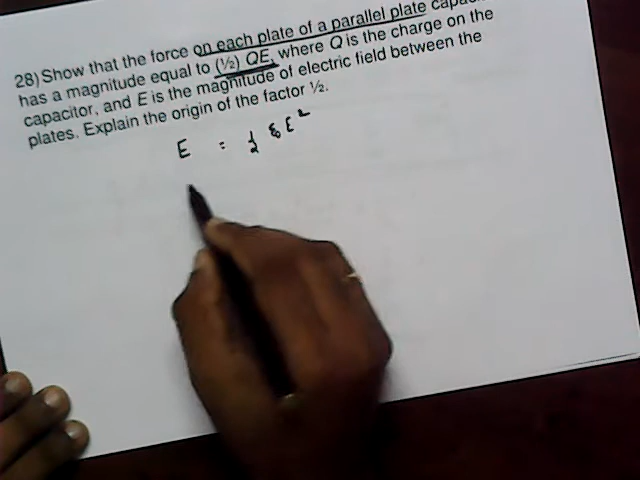 28) Show that the force on each plate of a parallel plate
has a magnitude equal to (½) QE, where Q is the charge on the
capacitor, and E is the magnitude of electric field between the
plates. Explain the origin of the factor ½.
E = ½ ε₀ E²